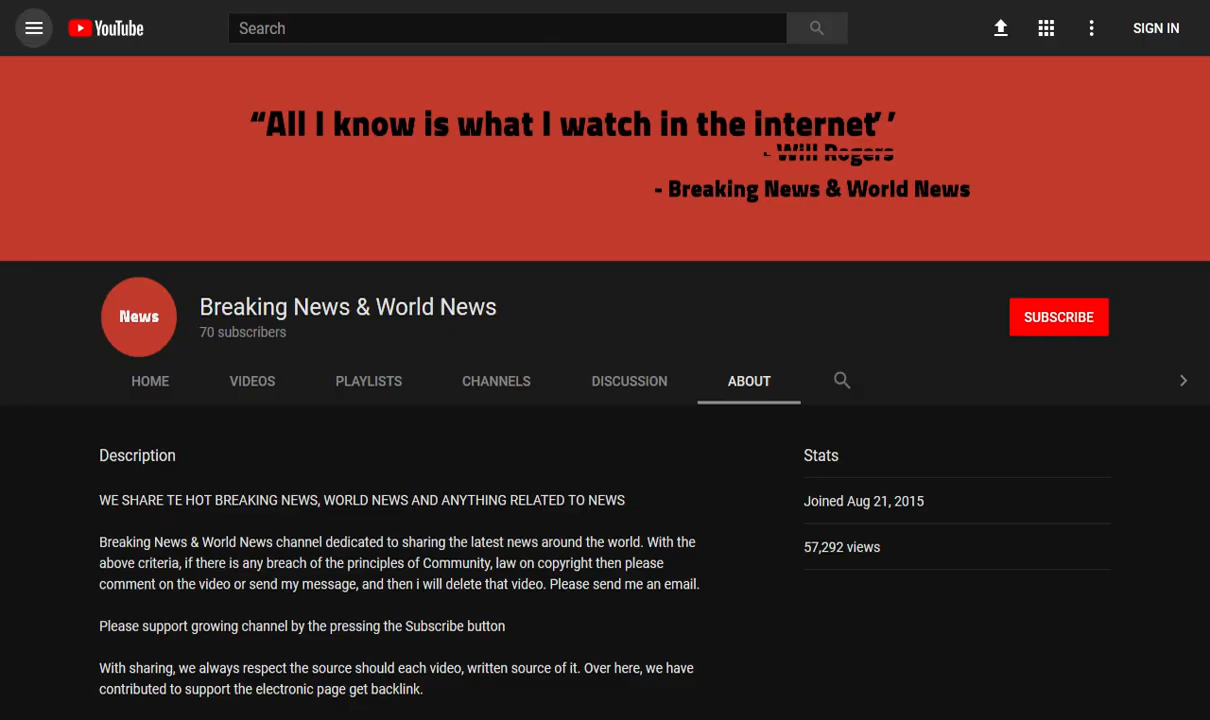 YouTube
Search
SIGN IN
“All I know is what I watch in the internet’’
- Will Rogers
- Breaking News & World News
News
Breaking News & World News
70 subscribers
SUBSCRIBE
HOME
VIDEOS
PLAYLISTS
CHANNELS
DISCUSSION
ABOUT
Description
WE SHARE TE HOT BREAKING NEWS, WORLD NEWS AND ANYTHING RELATED TO NEWS
Breaking News & World News channel dedicated to sharing the latest news around the world. With the
above criteria, if there is any breach of the principles of Community, law on copyright then please
comment on the video or send my message, and then i will delete that video. Please send me an email.
Please support growing channel by the pressing the Subscribe button
With sharing, we always respect the source should each video, written source of it. Over here, we have
contributed to support the electronic page get backlink.
Stats
Joined Aug 21, 2015
57,292 views